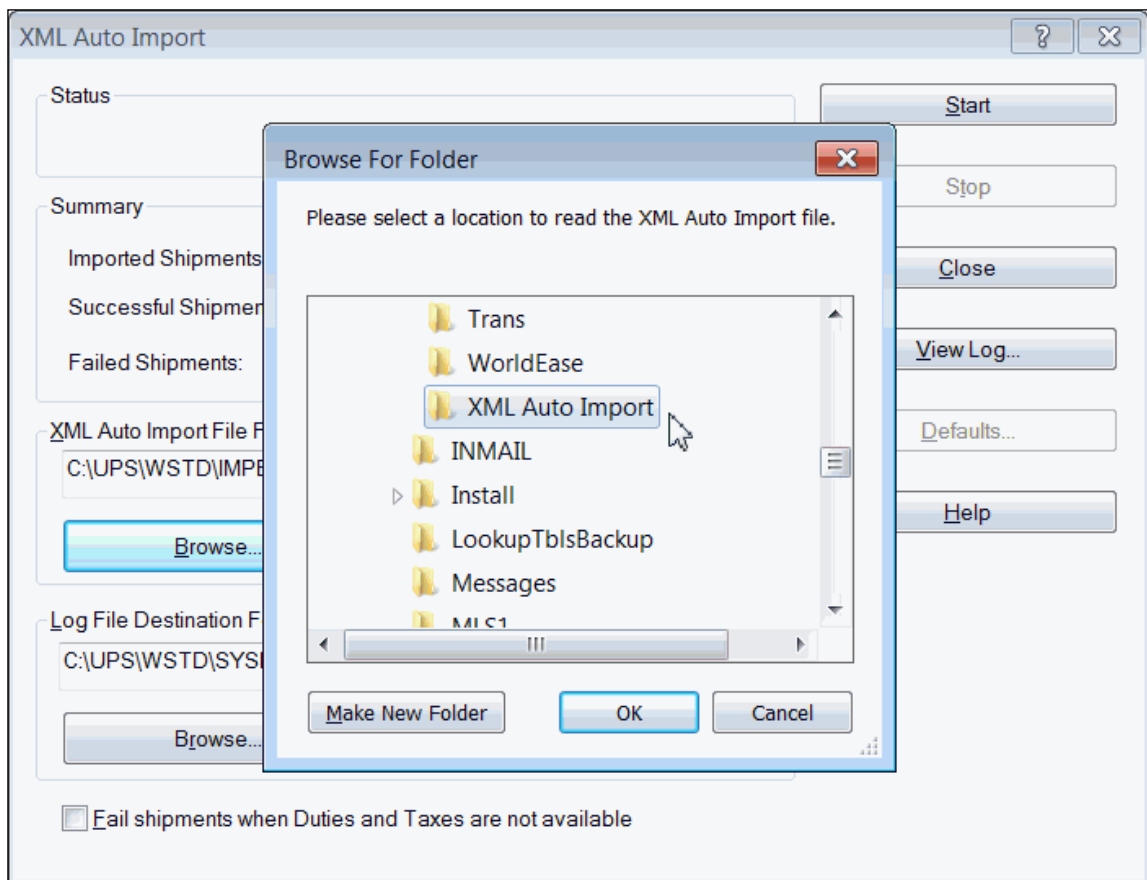 XML Auto Import
Status
Start
Browse For Folder
Stop
Please select a location to read the XML Auto Import file.
Summary
Imported Shipments
Close
Successful Shipmen
Failed Shipments:
View Log...
Trans
WorldEase
XML Auto Import
INMAIL
Install
LookupTblsBackup
Messages
MLS1
XML Auto Import File F
C:\UPS\WSTD\IMPE
Defaults...
Browse...
Help
Log File Destination F
C:\UPS\WSTD\SYS
Browse...
Make New Folder
OK
Cancel
Fail shipments when Duties and Taxes are not available